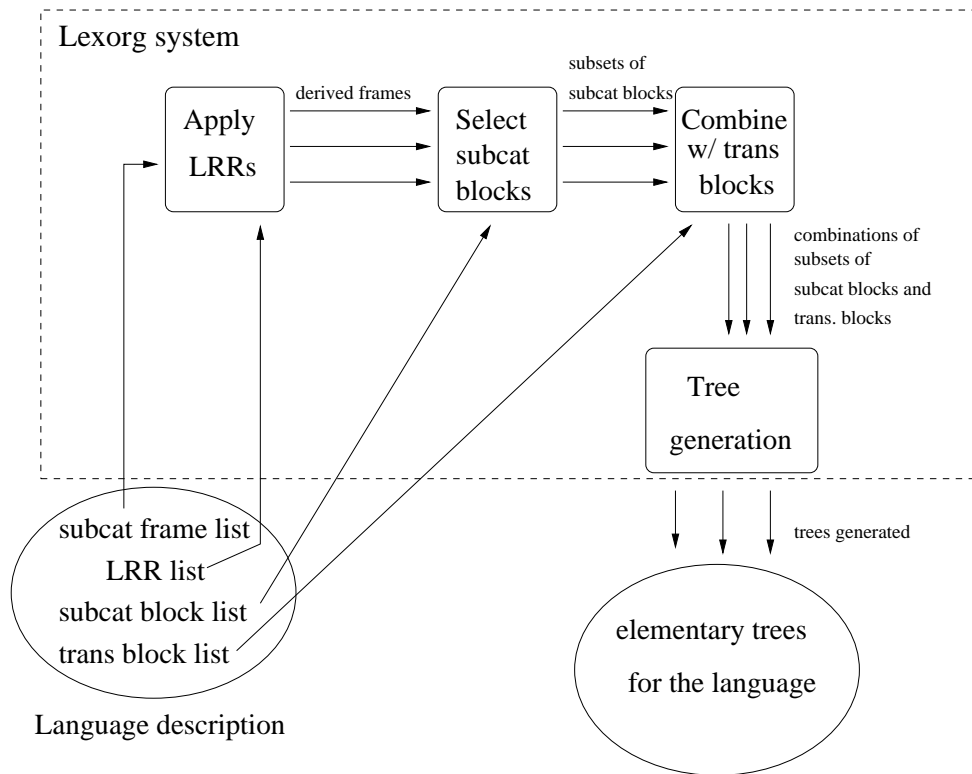 Lexorg system
Apply
LRRs
derived frames
Select
subcat
blocks
subsets of
subcat blocks
Combine
w/ trans
blocks
combinations of
subsets of
subcat blocks and
trans. blocks
Tree
generation
trees generated
subcat frame list
LRR list
subcat block list
trans block list
Language description
elementary trees
for the language